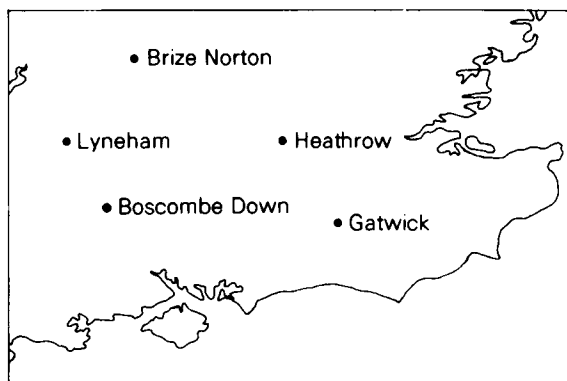 Brize Norton
Lyneham
Heathrow
Boscombe Down
Gatwick